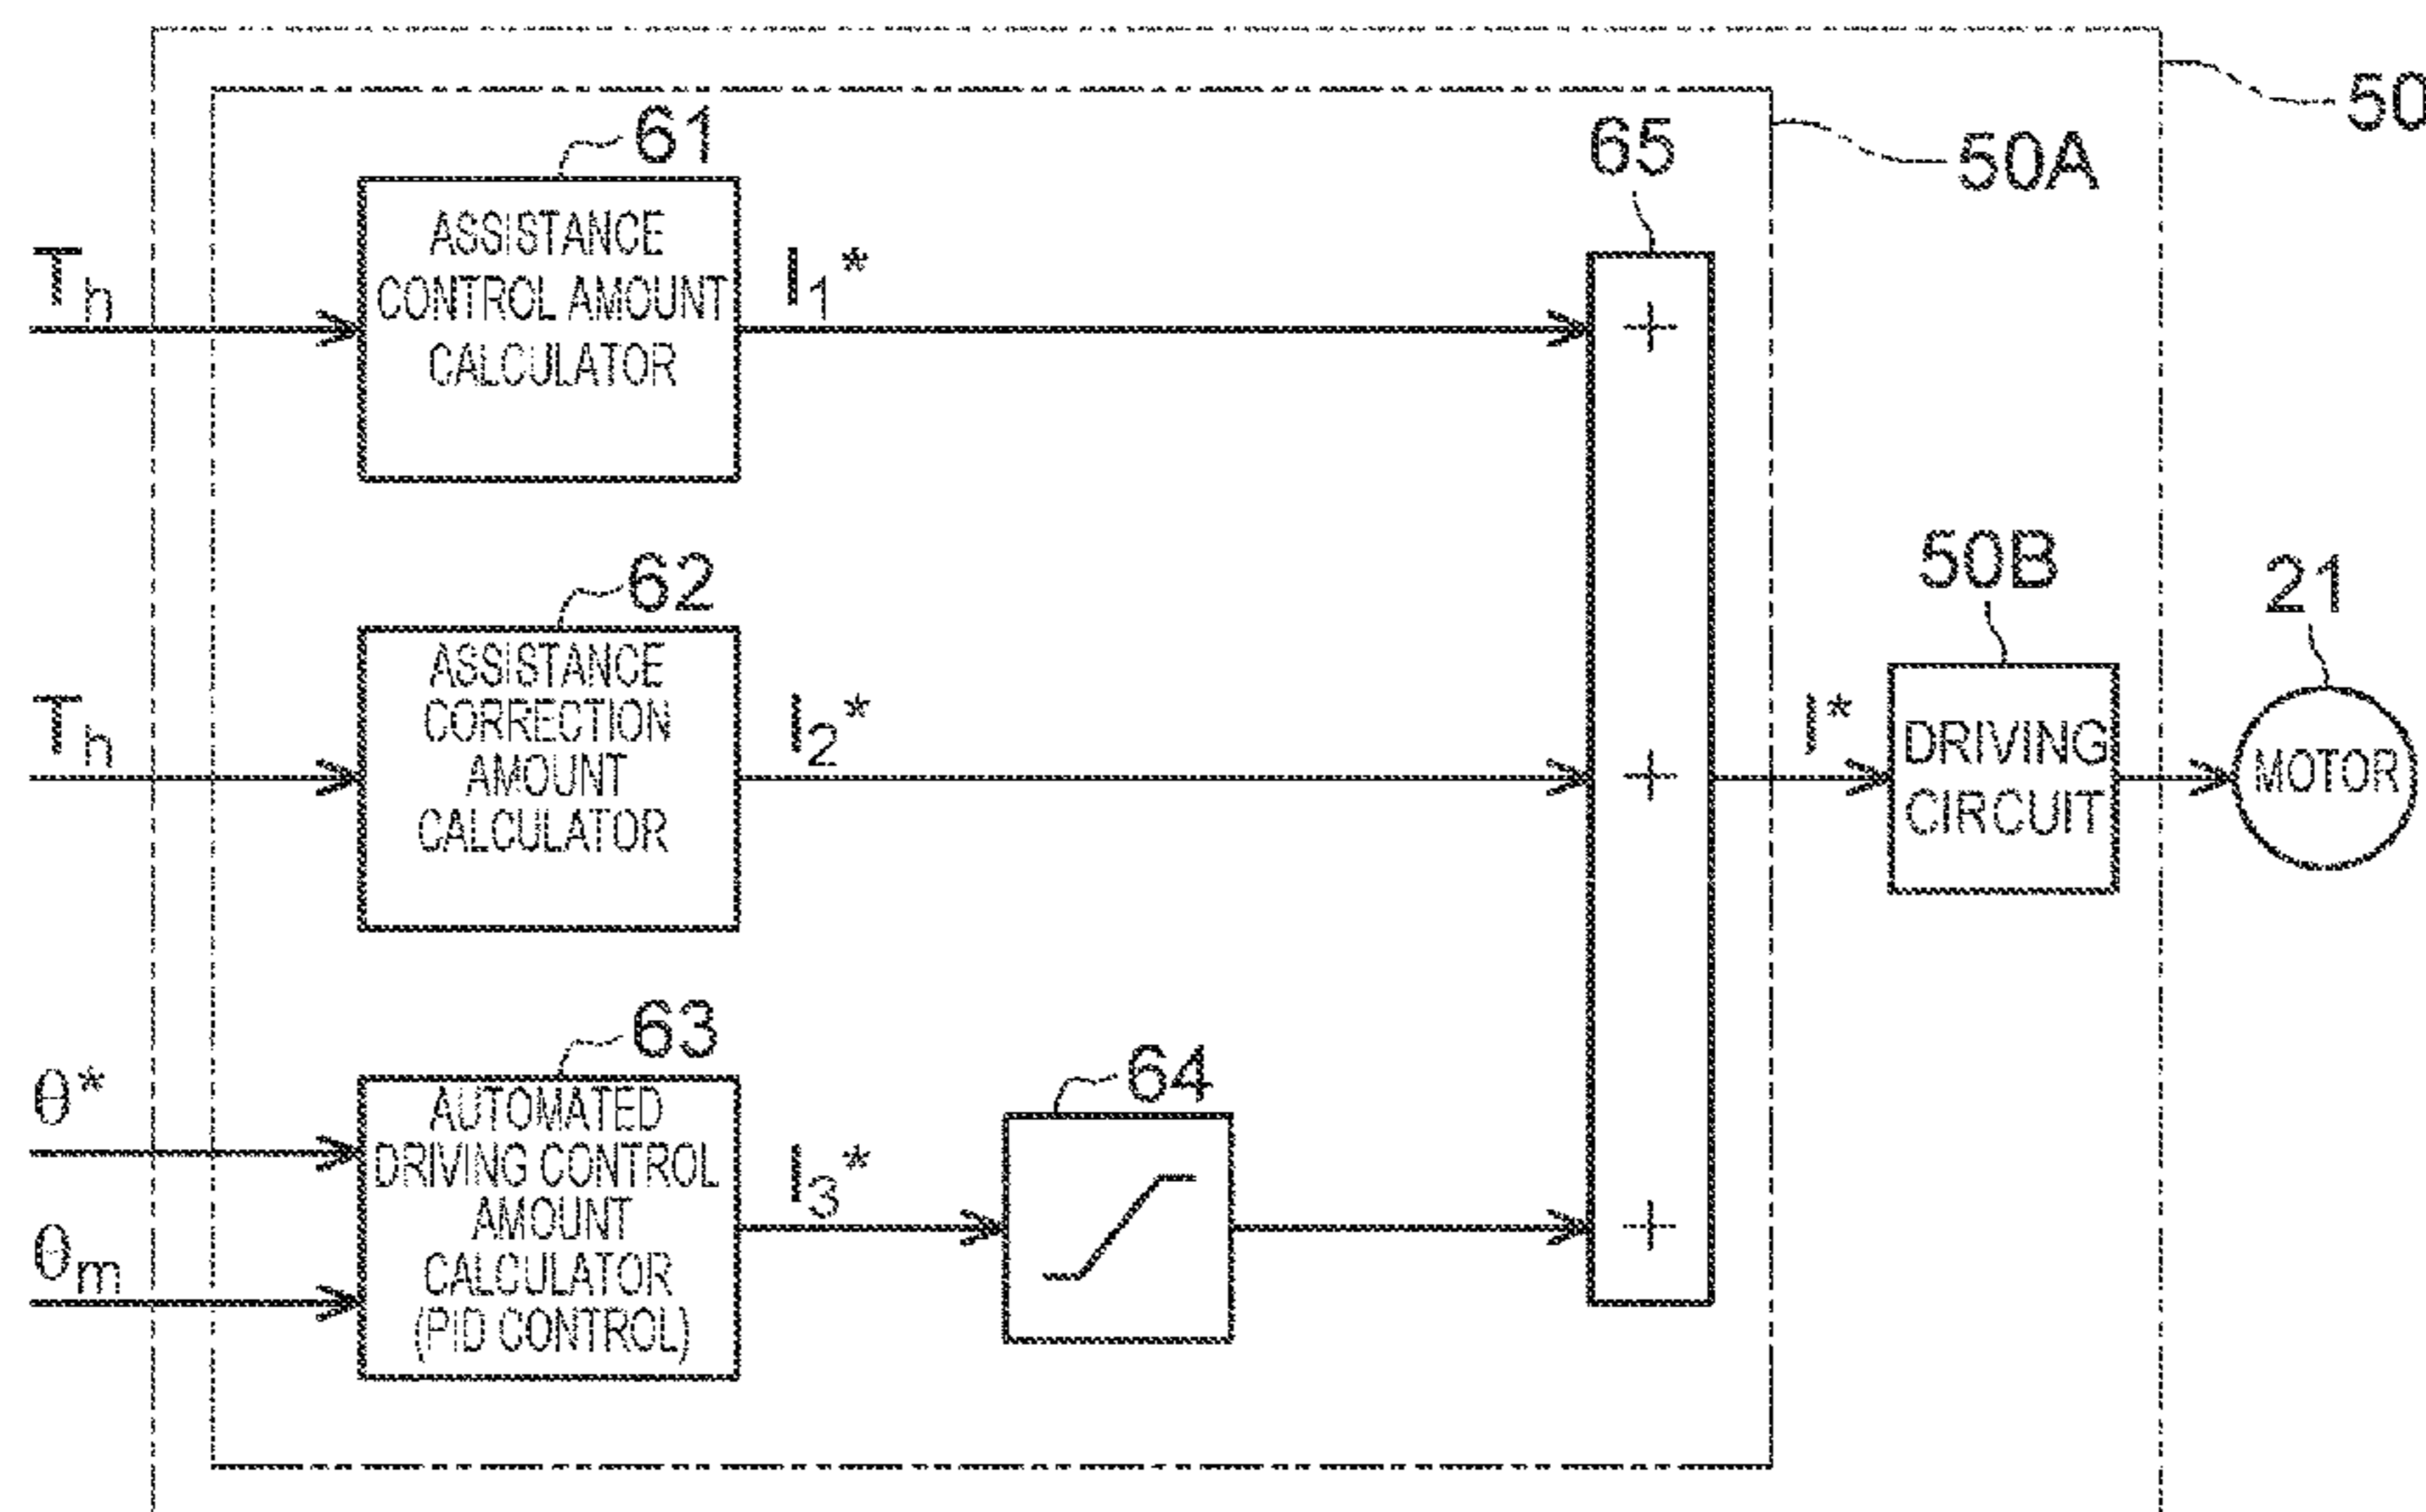 50
50A
61
65
ASSISTANCE
CONTROL AMOUNT
CALCULATOR
Th
I1*
+
62
50B
21
ASSISTANCE
CORRECTION
AMOUNT
CALCULATOR
Th
I2*
+
I*
DRIVING
CIRCUIT
MOTOR
63
64
θ*
θm
AUTOMATED
DRIVING CONTROL
AMOUNT
CALCULATOR
(PID CONTROL)
I3*
+